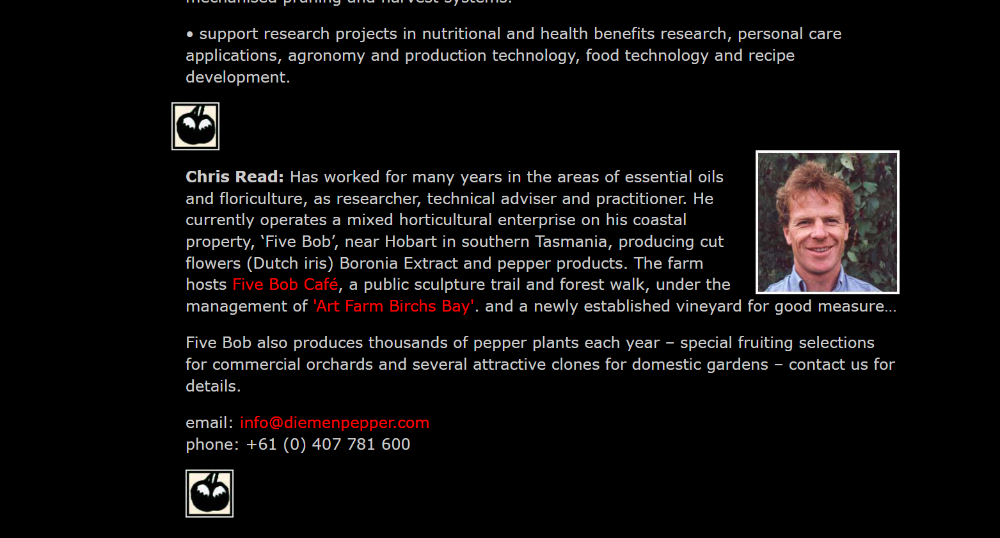 mechanised pruning and harvest systems.
• support research projects in nutritional and health benefits research, personal care
applications, agronomy and production technology, food technology and recipe
development.
Chris Read: Has worked for many years in the areas of essential oils
and floriculture, as researcher, technical adviser and practitioner. He
currently operates a mixed horticultural enterprise on his coastal
property, ‘Five Bob’, near Hobart in southern Tasmania, producing cut
flowers (Dutch iris) Boronia Extract and pepper products. The farm
hosts Five Bob Café, a public sculpture trail and forest walk, under the
management of 'Art Farm Birchs Bay'. and a newly established vineyard for good measure…
Five Bob also produces thousands of pepper plants each year – special fruiting selections
for commercial orchards and several attractive clones for domestic gardens – contact us for
details.
email: info@diemenpepper.com
phone: +61 (0) 407 781 600